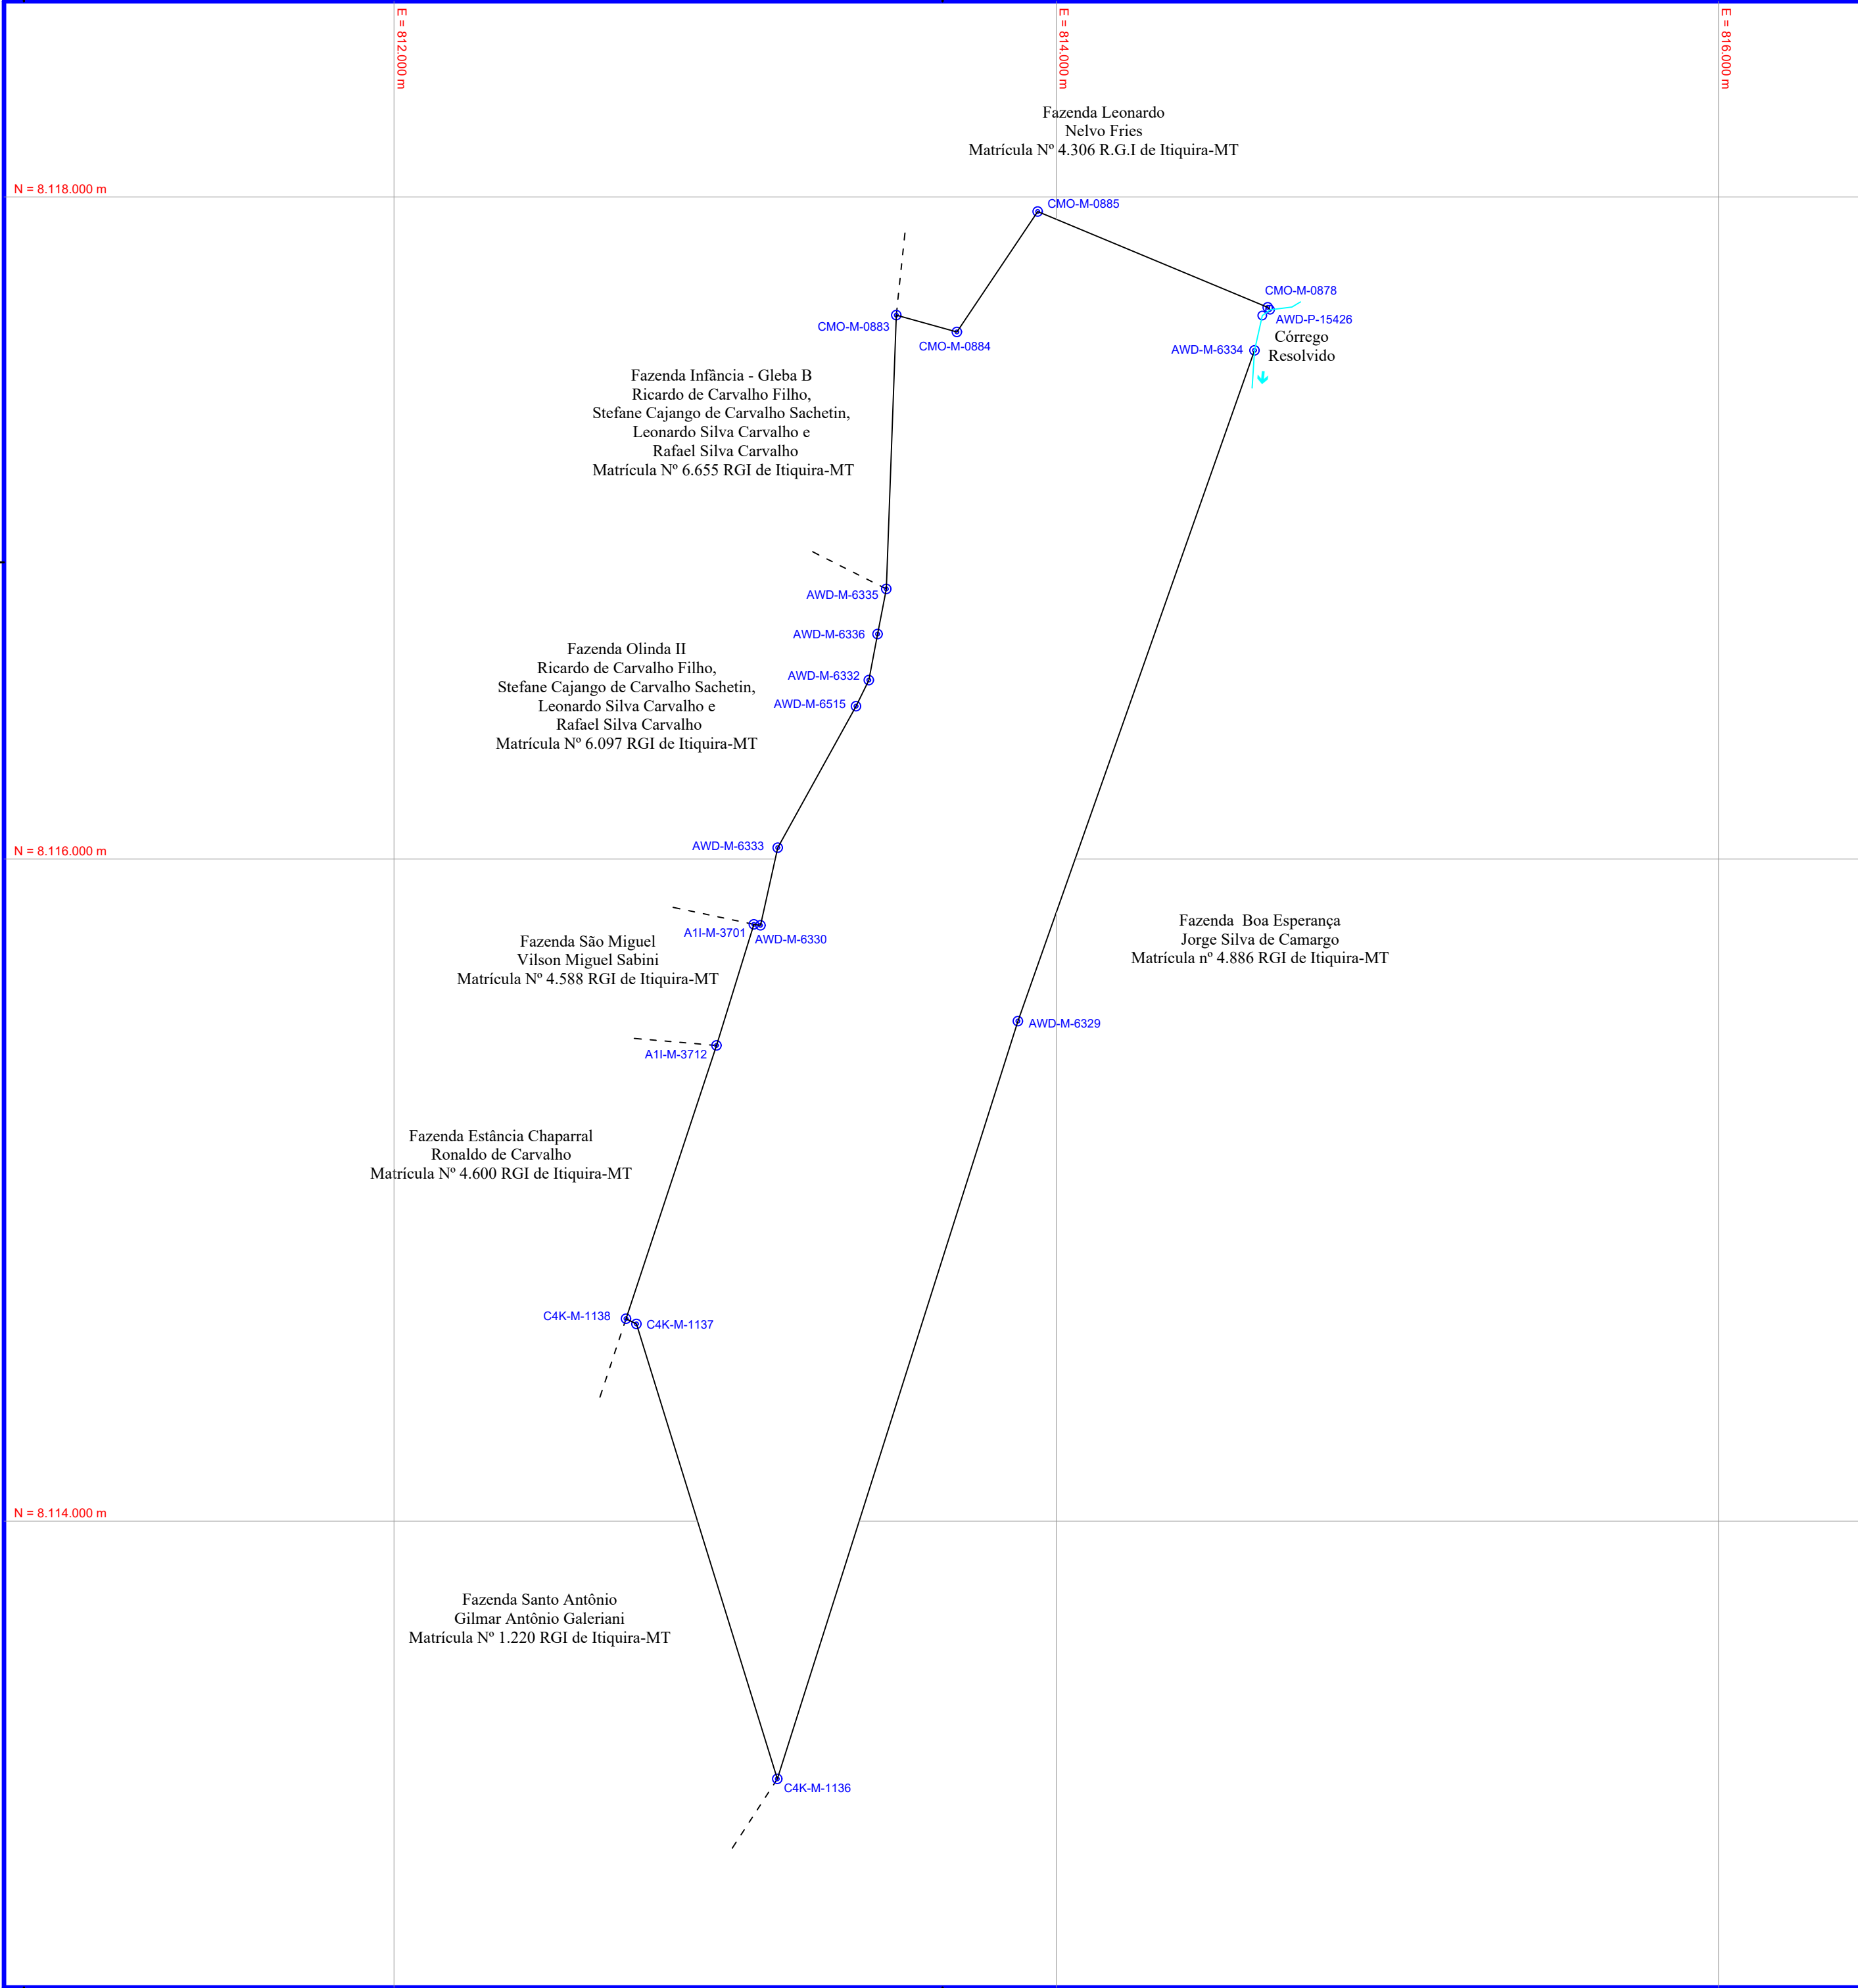 E = 812.000 m
E = 814.000 m
E = 816.000 m
Fazenda Leonardo
Nelvo Fries
Matrícula Nº 4.306 R.G.I de Itiquira-MT
N = 8.118.000 m
CMO-M-0885
CMO-M-0878
CMO-M-0883
AWD-P-15426
CMO-M-0884
AWD-M-6334
Córrego
Resolvido
Fazenda Infância - Gleba B
Ricardo de Carvalho Filho,
Stefane Cajango de Carvalho Sachetin,
Leonardo Silva Carvalho e
Rafael Silva Carvalho
Matrícula Nº 6.655 RGI de Itiquira-MT
AWD-M-6335
AWD-M-6336
Fazenda Olinda II
Ricardo de Carvalho Filho,
Stefane Cajango de Carvalho Sachetin,
Leonardo Silva Carvalho e
Rafael Silva Carvalho
Matrícula Nº 6.097 RGI de Itiquira-MT
AWD-M-6332
AWD-M-6515
AWD-M-6333
N = 8.116.000 m
A1I-M-3701
AWD-M-6330
Fazenda São Miguel
Vilson Miguel Sabini
Matrícula Nº 4.588 RGI de Itiquira-MT
Fazenda  Boa Esperança
Jorge Silva de Camargo
Matrícula nº 4.886 RGI de Itiquira-MT
AWD-M-6329
A1I-M-3712
Fazenda Estância Chaparral
Ronaldo de Carvalho
Matrícula Nº 4.600 RGI de Itiquira-MT
C4K-M-1138
C4K-M-1137
N = 8.114.000 m
Fazenda Santo Antônio
Gilmar Antônio Galeriani
Matrícula Nº 1.220 RGI de Itiquira-MT
C4K-M-1136